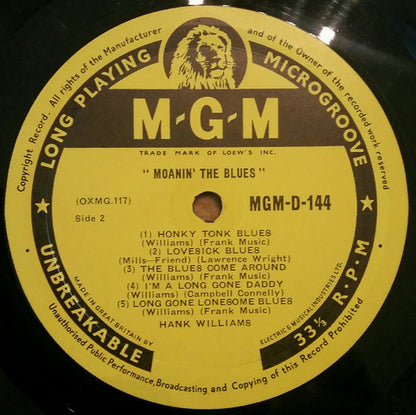 Copyright Record. All rights of the Manufacturer and of the Owner of the recorded work reserved
LONG PLAYING MICROGROOVE
M-G-M
TRADE MARK OF LOEW'S INC.
"MOANIN' THE BLUES"
(OXMG.117)
Side 2
MGM-D-144
(1) HONKY TONK BLUES
(Williams) (Frank Music)
(2) LOVESICK BLUES
(Mills—Friend) (Lawrence Wright)
(3) THE BLUES COME AROUND
(Williams) (Frank Music)
(4) I'M A LONG GONE DADDY
(Williams) (Campbell Connelly)
(5) LONG GONE LONESOME BLUES
(Williams) (Frank Music)
HANK WILLIAMS
UNBREAKABLE
33⅓ R.P.M
MADE IN GREAT BRITAIN BY ELECTRIC & MUSICAL INDUSTRIES LTD.
Unauthorised Public Performance, Broadcasting and Copying of this Record Prohibited